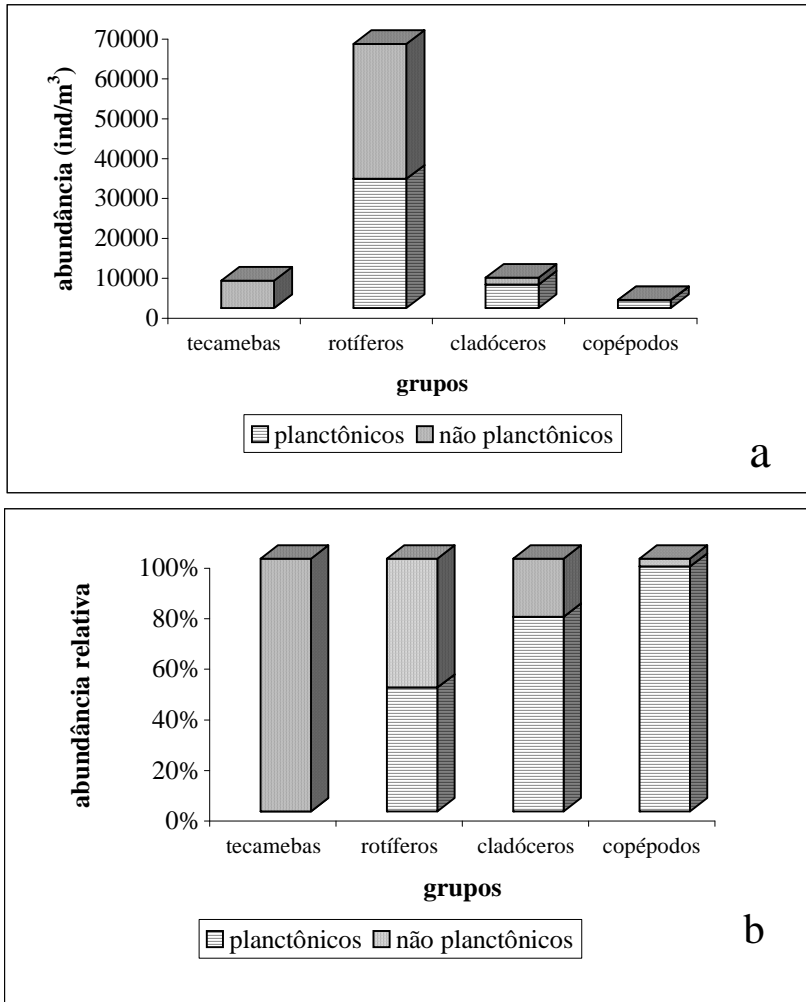 70000
60000
50000
40000
30000
20000
10000
0
abundância (ind/m³)
tecamebas rotíferos cladóceros copépodos
grupos
planctônicos não planctônicos
a
100%
80%
60%
40%
20%
0%
abundância relativa
tecamebas rotíferos cladóceros copépodos
grupos
planctônicos não planctônicos
b